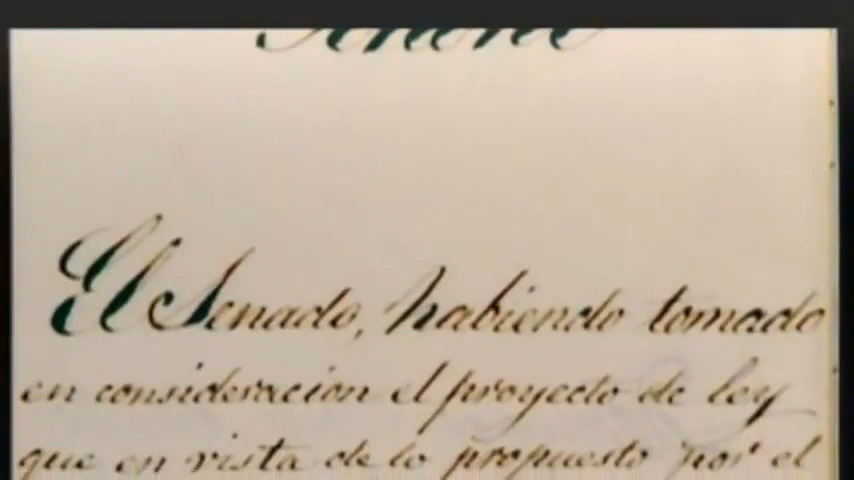 El Senado, habiendo tomado
en consideracion el proyecto de ley
que en vista de lo propuesto por el